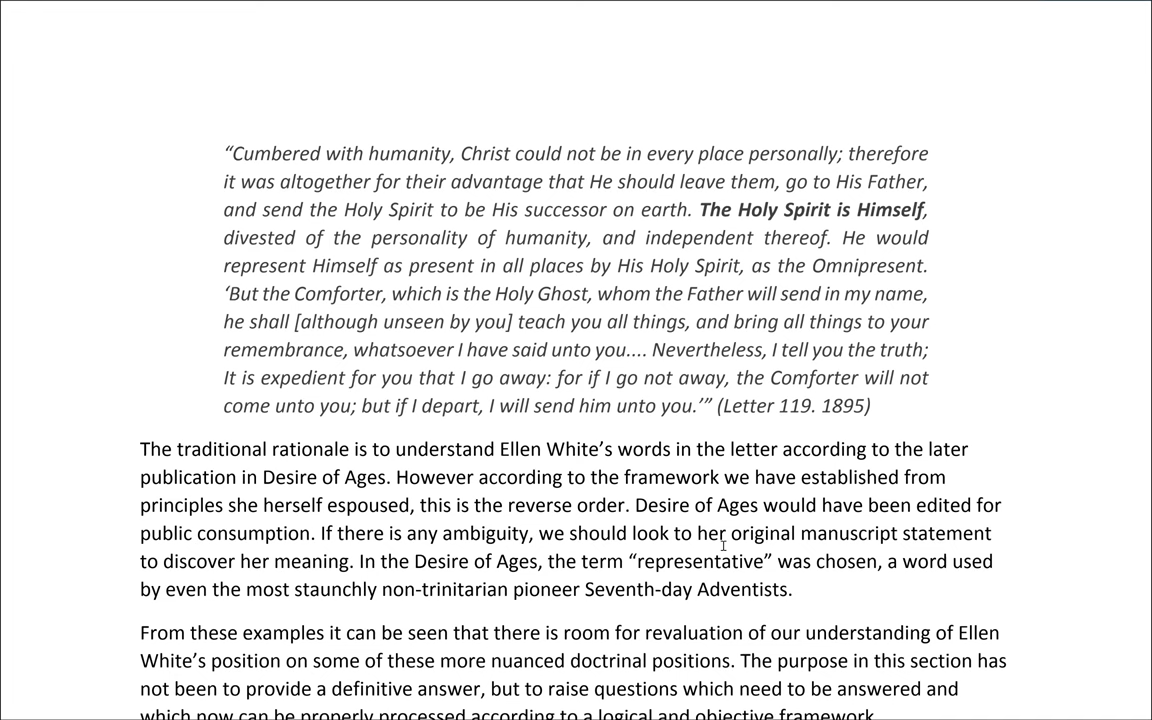 “Cumbered with humanity, Christ could not be in every place personally; therefore
it was altogether for their advantage that He should leave them, go to His Father,
and send the Holy Spirit to be His successor on earth. The Holy Spirit is Himself,
divested of the personality of humanity, and independent thereof. He would
represent Himself as present in all places by His Holy Spirit, as the Omnipresent.
‘But the Comforter, which is the Holy Ghost, whom the Father will send in my name,
he shall [although unseen by you] teach you all things, and bring all things to your
remembrance, whatsoever I have said unto you.... Nevertheless, I tell you the truth;
It is expedient for you that I go away: for if I go not away, the Comforter will not
come unto you; but if I depart, I will send him unto you.’” (Letter 119. 1895)
The traditional rationale is to understand Ellen White’s words in the letter according to the later
publication in Desire of Ages. However according to the framework we have established from
principles she herself espoused, this is the reverse order. Desire of Ages would have been edited for
public consumption. If there is any ambiguity, we should look to her original manuscript statement
to discover her meaning. In the Desire of Ages, the term “representative” was chosen, a word used
by even the most staunchly non-trinitarian pioneer Seventh-day Adventists.
From these examples it can be seen that there is room for revaluation of our understanding of Ellen
White’s position on some of these more nuanced doctrinal positions. The purpose in this section has
not been to provide a definitive answer, but to raise questions which need to be answered and
which now can be properly processed according to a logical and objective framework.